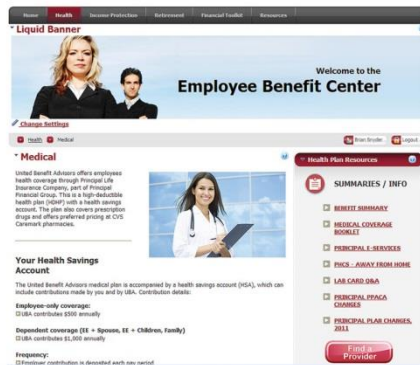 Home Health Income Protection Retirement Financial Toolkit Resources
Liquid Banner
Welcome to the
Employee Benefit Center
Change Settings
Health Medical
Brian Snyder Logout
Medical
United Benefit Advisors offers employees
health coverage through Principal Life
Insurance Company, part of Principal
Financial Group. This is a high-deductible
health plan (HDHP) with a health savings
account. The plan also covers prescription
drugs and offers preferred pricing at CVS
Caremark pharmacies.
Your Health Savings
Account
The United Benefit Advisors medical plan is accompanied by a health savings account (HSA), which can
include contributions made by you and by UBA. Contribution details:
Employee-only coverage:
UBA contributes $500 annually
Dependent coverage (EE + Spouse, EE + Children, Family)
UBA contributes $1,000 annually
Frequency:
Employer contribution is deposited each pay period
Health Plan Resources
SUMMARIES / INFO
BENEFIT SUMMARY
MEDICAL COVERAGE
BOOKLET
PRINCIPAL E-SERVICES
PHCS - AWAY FROM HOME
LAB CARD Q&A
PRINCIPAL PPACA
CHANGES
PRINCIPAL PLAN CHANGES,
2011
Find a
Provider